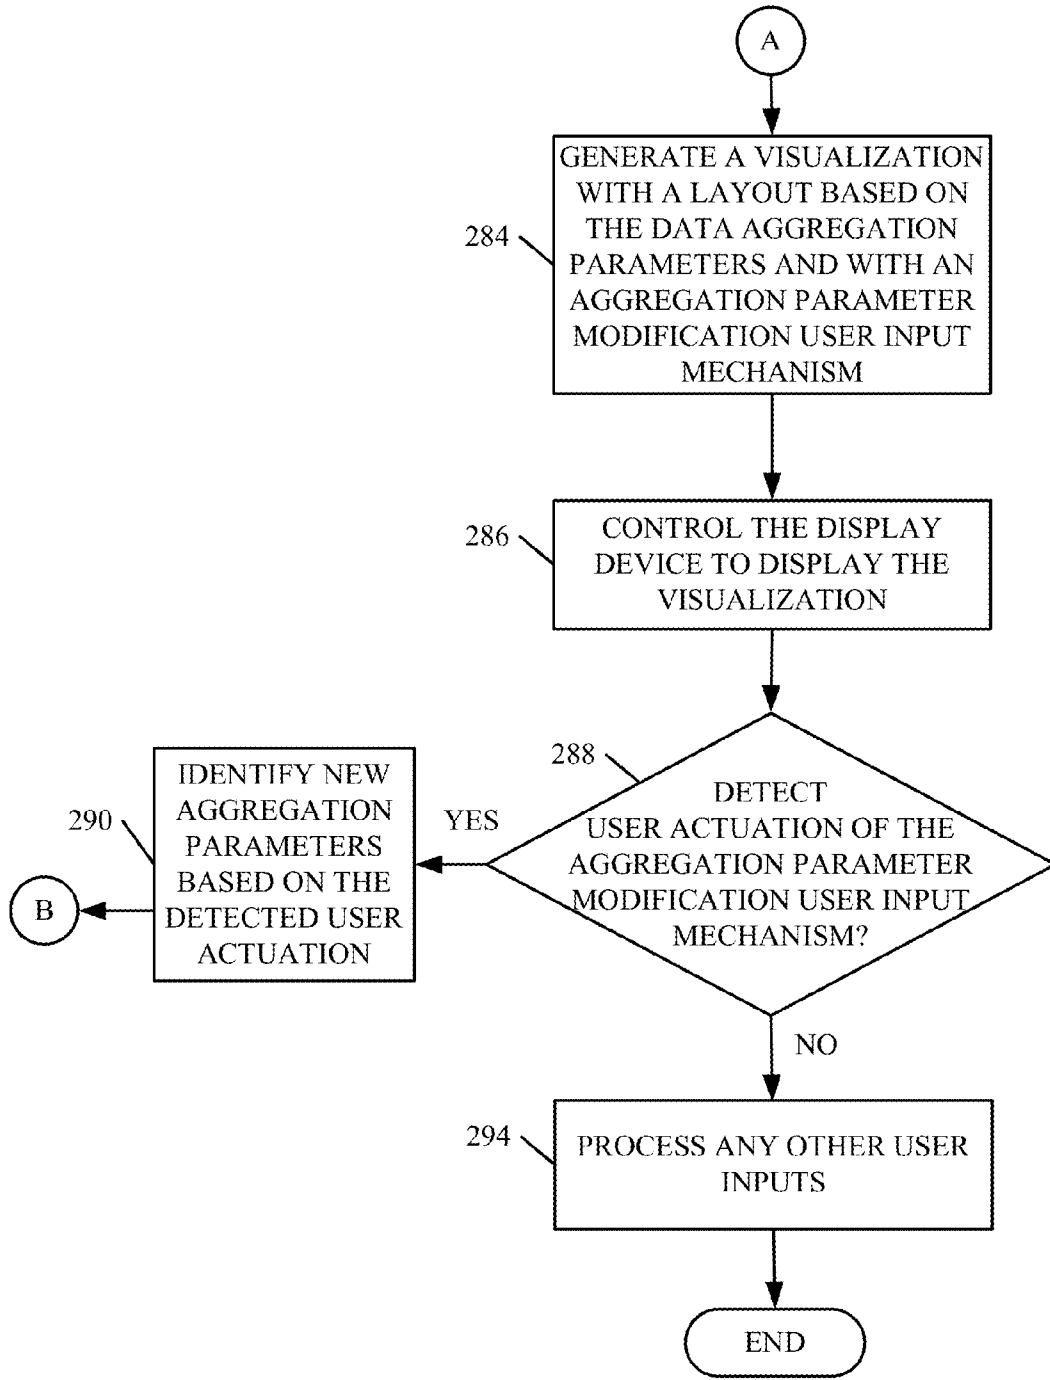 A
GENERATE A VISUALIZATION
WITH A LAYOUT BASED ON
THE DATA AGGREGATION
PARAMETERS AND WITH AN
AGGREGATION PARAMETER
MODIFICATION USER INPUT
MECHANISM
284
CONTROL THE DISPLAY
DEVICE TO DISPLAY THE
VISUALIZATION
286
288
DETECT
USER ACTUATION OF THE
AGGREGATION PARAMETER
MODIFICATION USER INPUT
MECHANISM?
YES
IDENTIFY NEW
AGGREGATION
PARAMETERS
BASED ON THE
DETECTED USER
ACTUATION
290
B
NO
294
PROCESS ANY OTHER USER
INPUTS
END